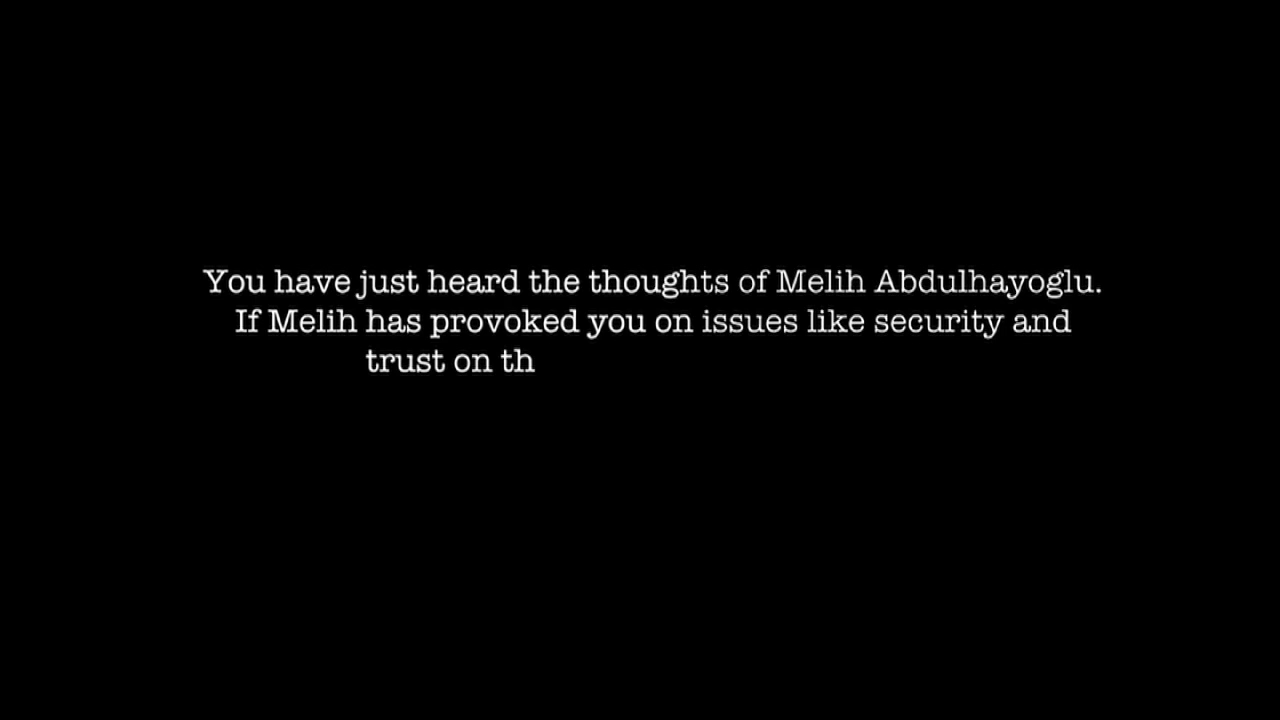 You have just heard the thoughts of Melih Abdulhayoglu.
If Melih has provoked you on issues like security and
trust on th